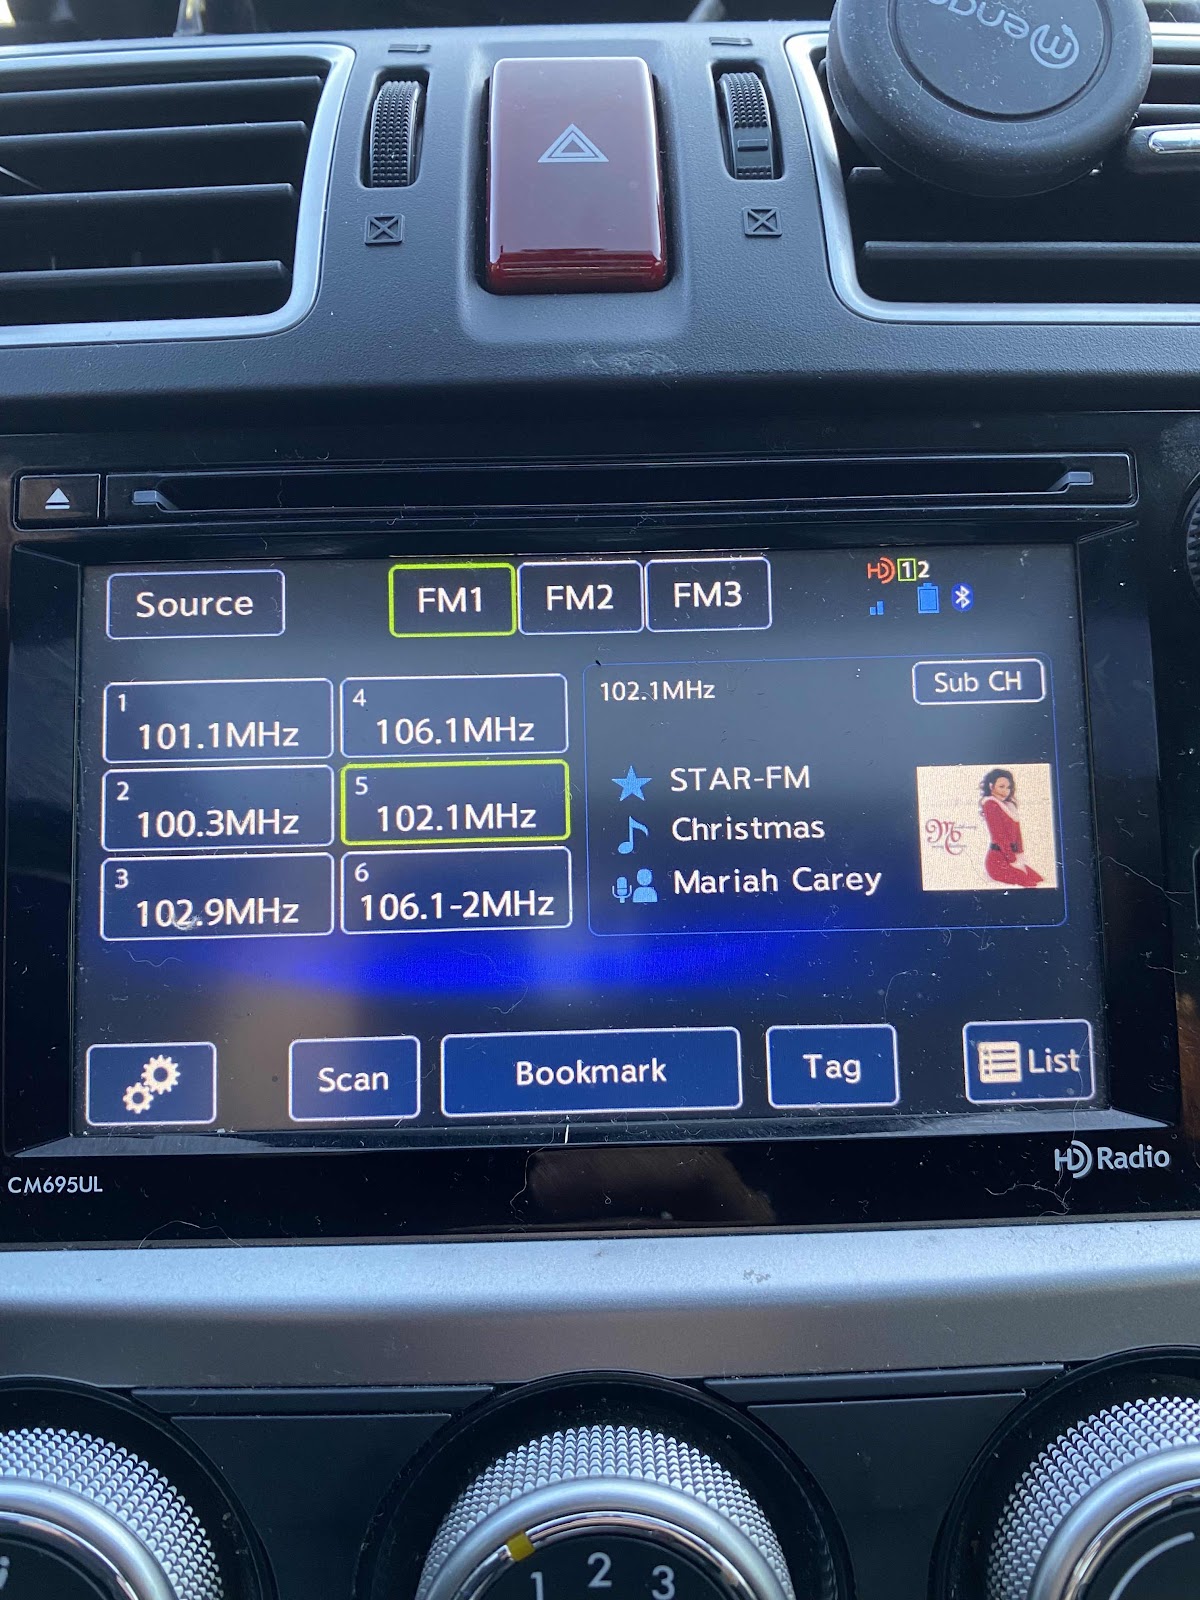 Mengue
Source
FM1
FM2
FM3
HD 1 2
1
101.1MHz
4
106.1MHz
2
100.3MHz
5
102.1MHz
3
102.9MHz
6
106.1-2MHz
102.1MHz
Sub CH
STAR-FM
Christmas
Mariah Carey
Scan
Bookmark
Tag
List
CM695UL
HD Radio
1 2 3